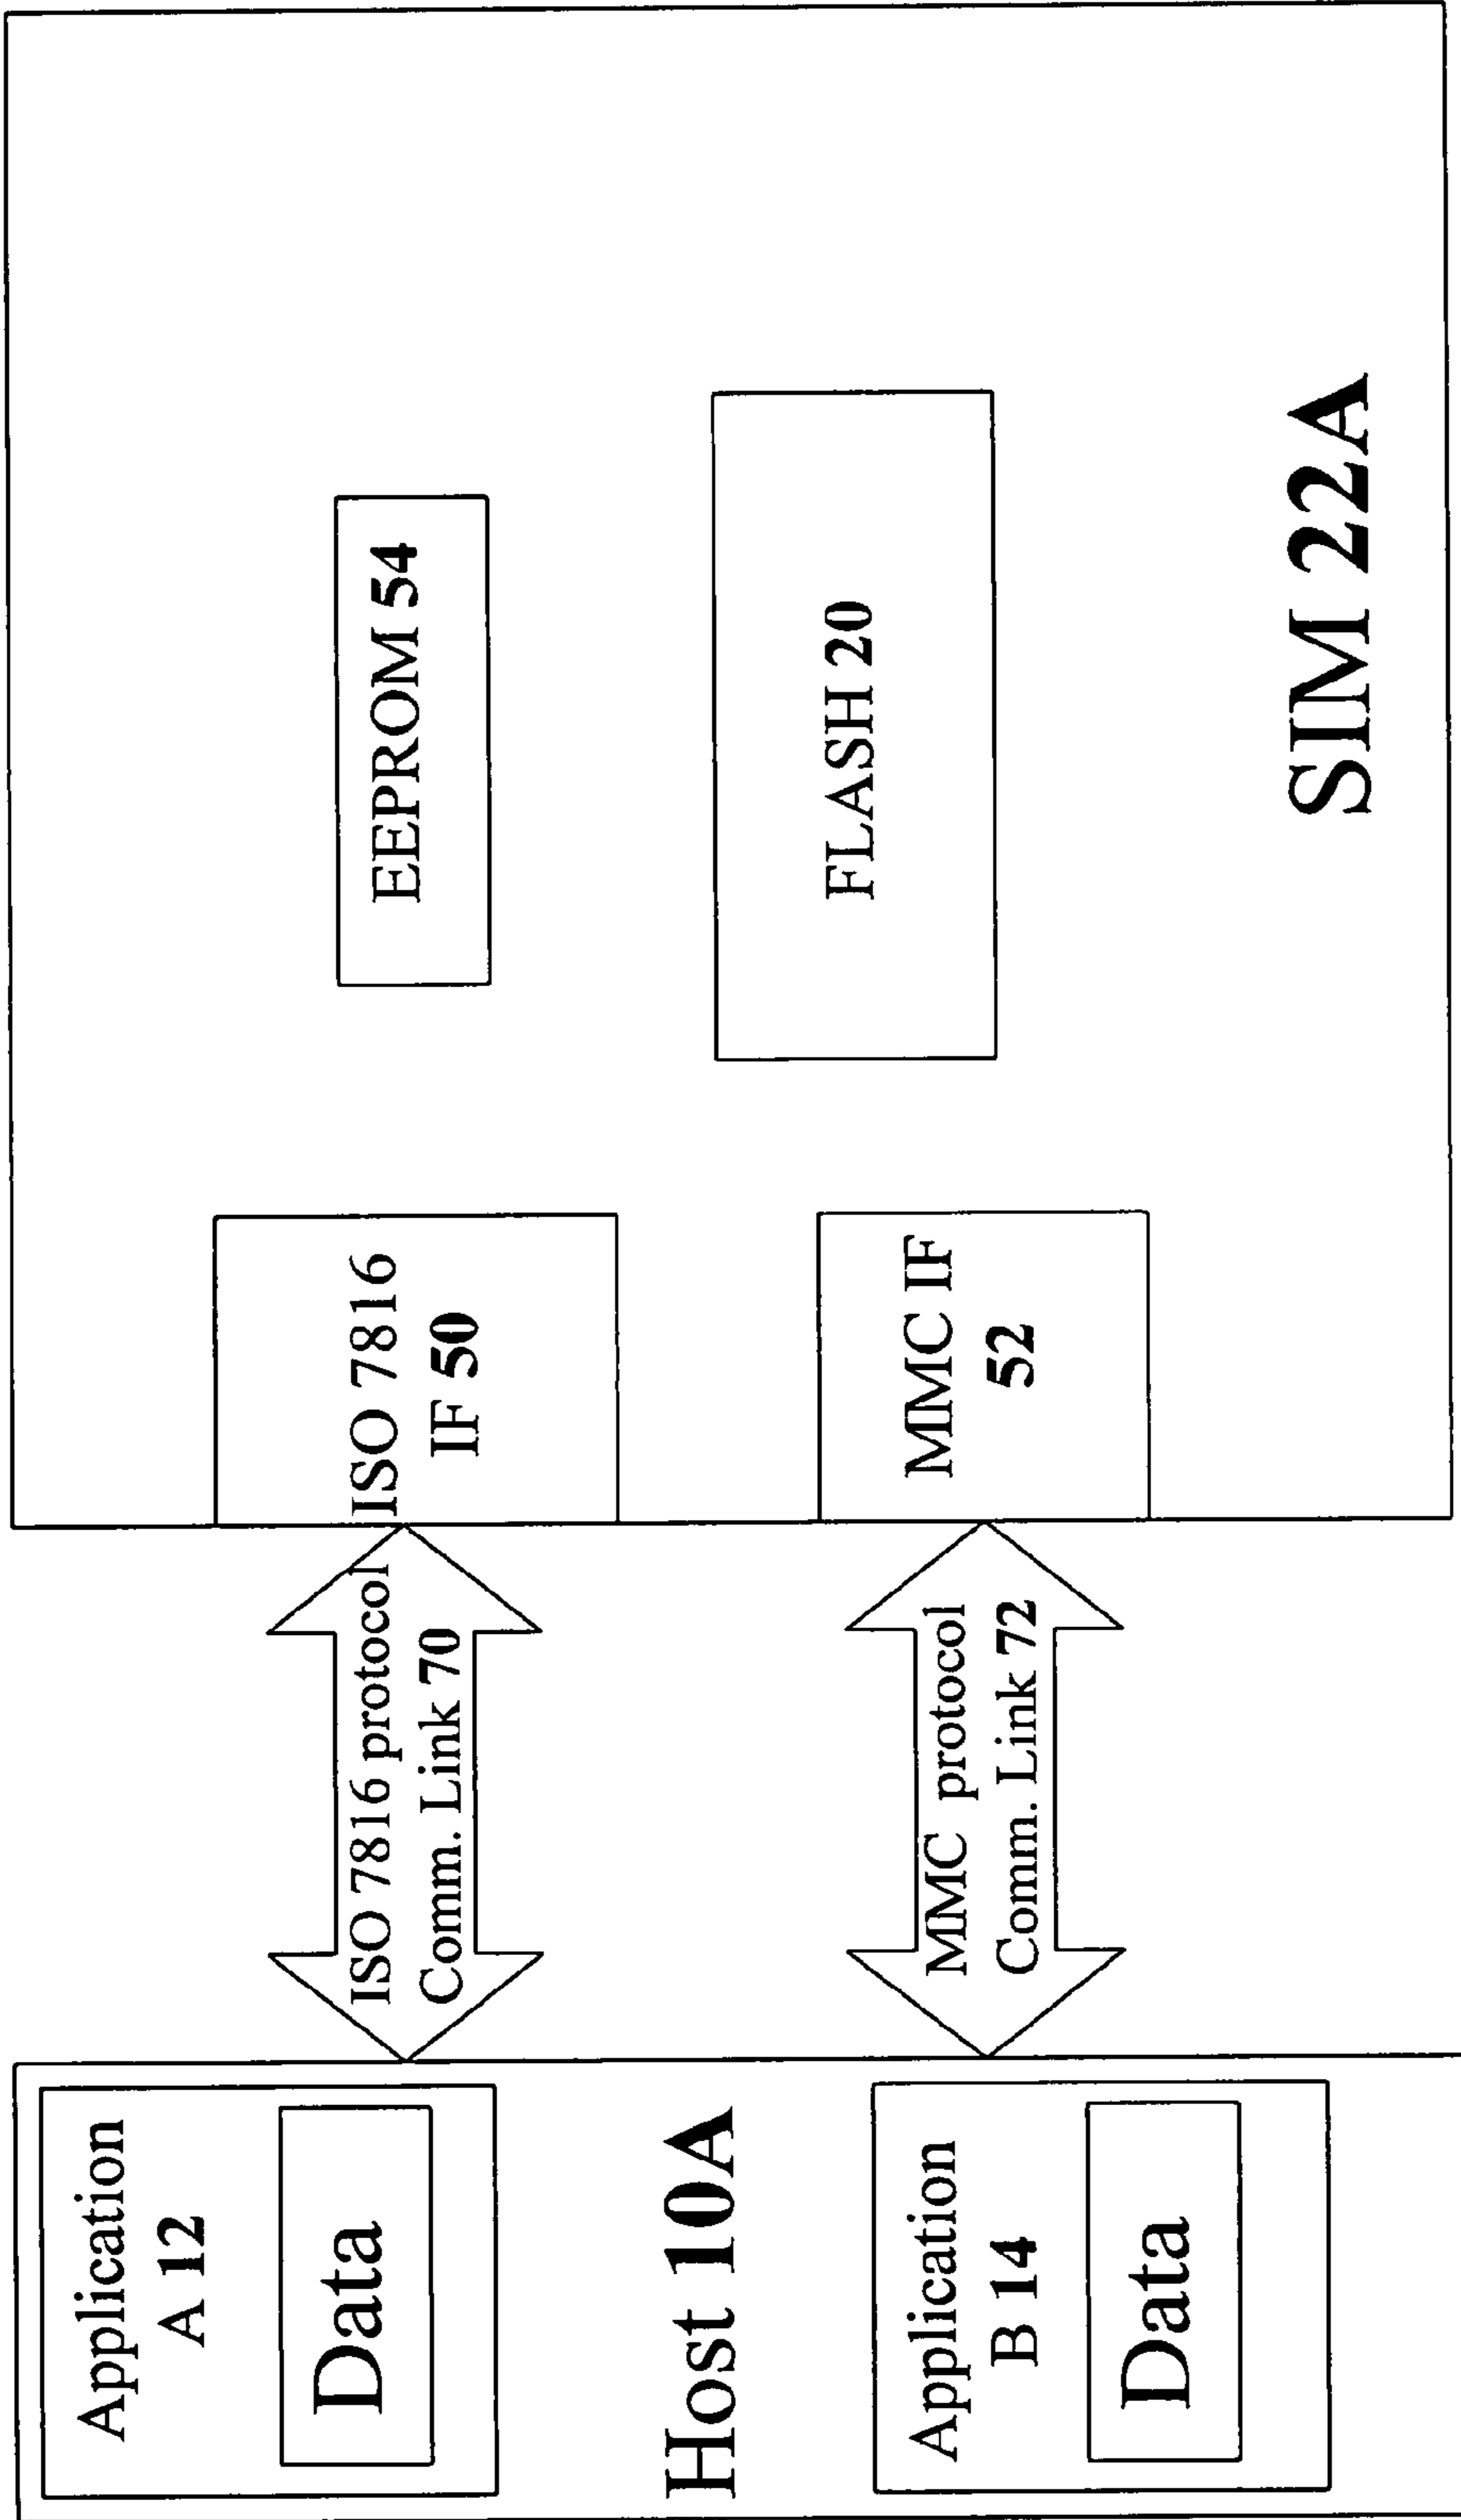 Application
A 12
Data
Host 10A
Application
B 14
Data
ISO 7816 protocol
Comm. Link 70
MMC protocol
Comm. Link 72
ISO 7816
IF 50
MMC IF
52
EEPROM 54
FLASH 20
SIM 22A